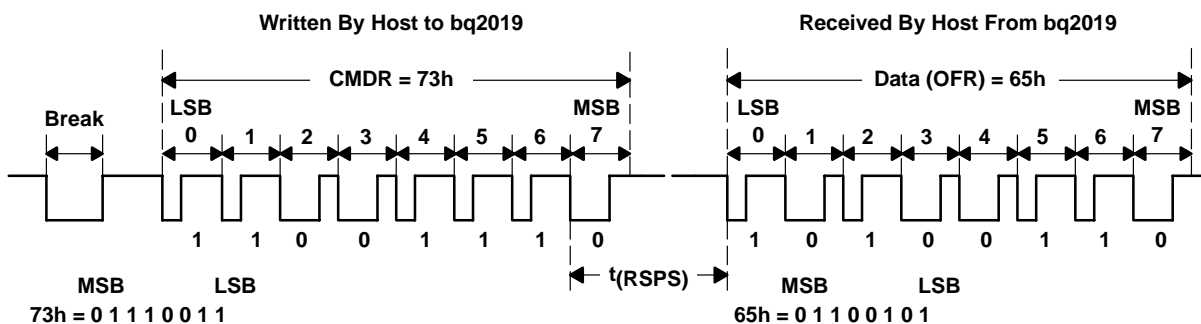 Written By Host to bq2019 Received By Host From bq2019
CMDR = 73h Data (OFR) = 65h
Break LSB MSB LSB MSB
0 1 2 3 4 5 6 7 0 1 2 3 4 5 6 7
1 1 0 0 1 1 1 0 1 0 1 0 0 1 1 0
t(RSPS)
MSB LSB MSB LSB
73h = 0 1 1 1 0 0 1 1 65h = 0 1 1 0 0 1 0 1